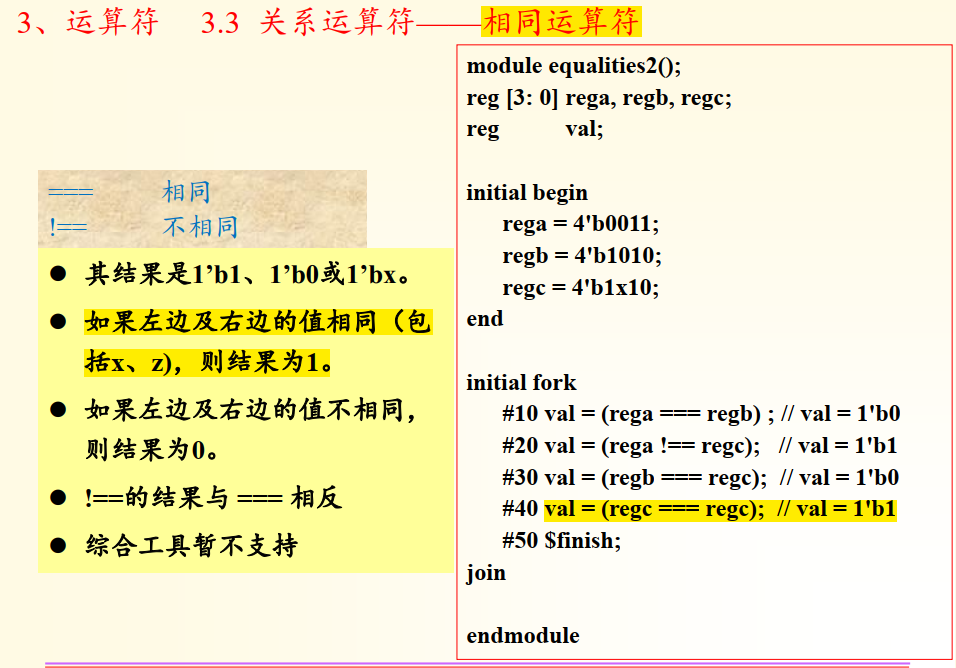 3、运算符 3.3 关系运算符——相同运算符
=== 相同
!== 不相同
● 其结果是1’b1、1’b0或1’bx。
● 如果左边及右边的值相同（包
括x、z)，则结果为1。
● 如果左边及右边的值不相同，
则结果为0。
● !==的结果与 === 相反
● 综合工具暂不支持
module equalities2();
reg [3: 0] rega, regb, regc;
reg val;
initial begin
rega = 4'b0011;
regb = 4'b1010;
regc = 4'b1x10;
end
initial fork
#10 val = (rega === regb) ; // val = 1'b0
#20 val = (rega !== regc); // val = 1'b1
#30 val = (regb === regc); // val = 1'b0
#40 val = (regc === regc); // val = 1'b1
#50 $finish;
join
endmodule